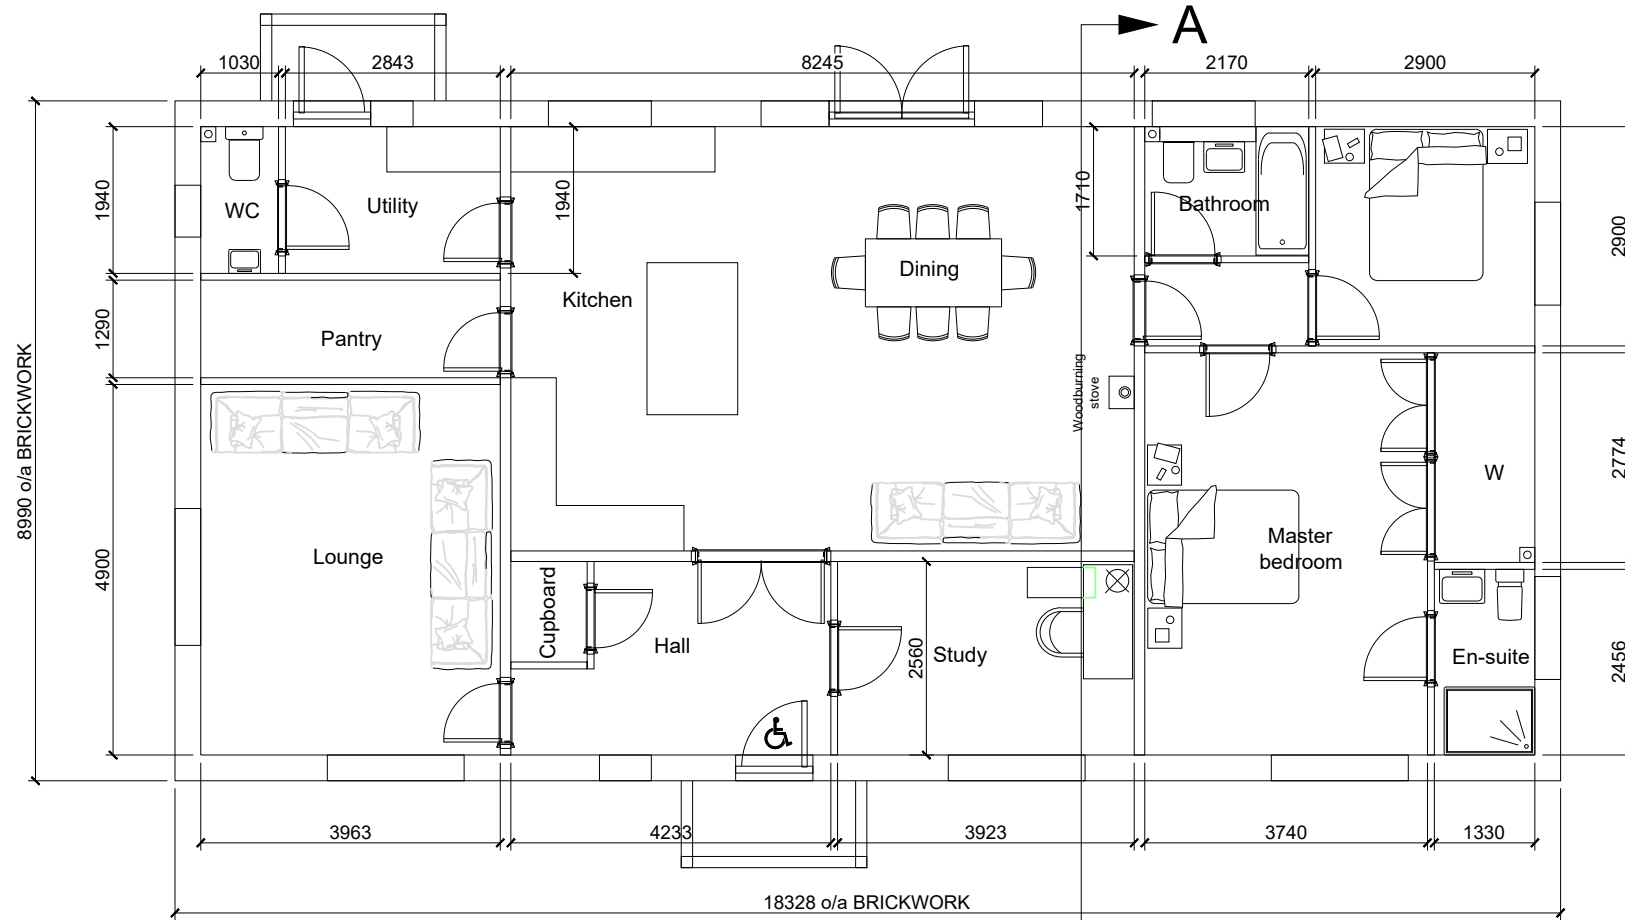 A
1030
2843
8245
2170
2900
1940
WC
Utility
1940
1710
Bathroom
2900
Dining
Kitchen
1290
Pantry
8990 o/a BRICKWORK
Woodburning
stove
2774
W
4900
Lounge
Master
bedroom
Cupboard
Hall
2560
Study
En-suite
2456
3963
4233
3923
3740
1330
18328 o/a BRICKWORK